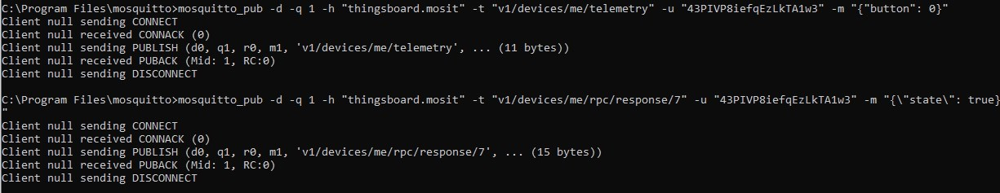 C:\Program Files\mosquitto>mosquitto_pub -d -q 1 -h "thingsboard.mosit" -t "v1/devices/me/telemetry" -u "43PIVP8iefqEzLkTA1w3" -m "{"button": 0}"
Client null sending CONNECT
Client null received CONNACK (0)
Client null sending PUBLISH (d0, q1, r0, m1, 'v1/devices/me/telemetry', ... (11 bytes))
Client null received PUBACK (Mid: 1, RC:0)
Client null sending DISCONNECT
C:\Program Files\mosquitto>mosquitto_pub -d -q 1 -h "thingsboard.mosit" -t "v1/devices/me/rpc/response/7" -u "43PIVP8iefqEzLkTA1w3" -m "{\"state\": true}
"
Client null sending CONNECT
Client null received CONNACK (0)
Client null sending PUBLISH (d0, q1, r0, m1, 'v1/devices/me/rpc/response/7', ... (15 bytes))
Client null received PUBACK (Mid: 1, RC:0)
Client null sending DISCONNECT